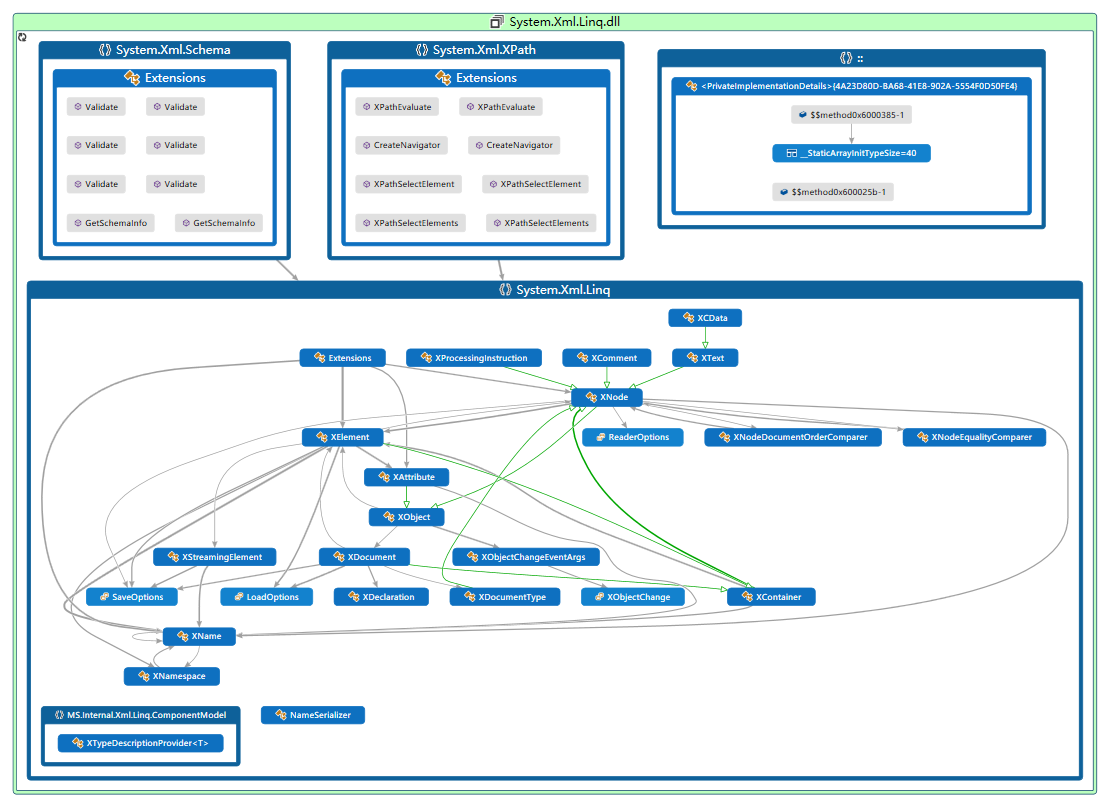 System.Xml.Linq.dll
System.Xml.Schema
Extensions
Validate Validate
Validate Validate
Validate Validate
GetSchemaInfo GetSchemaInfo
System.Xml.XPath
Extensions
XPathEvaluate XPathEvaluate
CreateNavigator CreateNavigator
XPathSelectElement XPathSelectElement
XPathSelectElements XPathSelectElements
::
<PrivateImplementationDetails>{4A23D80D-BA68-41E8-902A-5554F0D50FE4}
$$method0x6000385-1
__StaticArrayInitTypeSize=40
$$method0x600025b-1
System.Xml.Linq
XCData
Extensions XProcessingInstruction XComment XText
XNode
XElement ReaderOptions XNodeDocumentOrderComparer XNodeEqualityComparer
XAttribute
XObject
XStreamingElement XDocument XObjectChangeEventArgs
SaveOptions LoadOptions XDeclaration XDocumentType XObjectChange XContainer
XName
XNamespace
MS.Internal.Xml.Linq.ComponentModel
XTypeDescriptionProvider<T>
NameSerializer